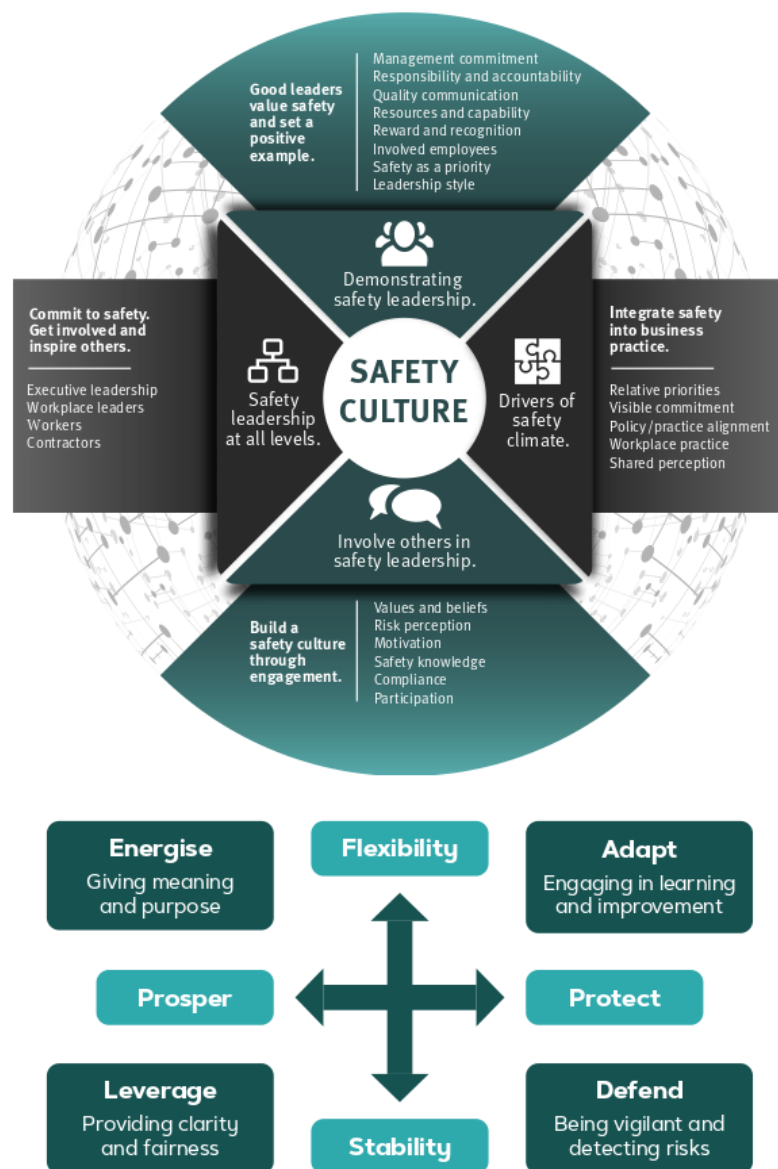 Good leaders
value safety
and set a
positive
example.
Management commitment
Responsibility and accountability
Quality communication
Resources and capability
Reward and recognition
Involved employees
Safety as a priority
Leadership style
Demonstrating
safety leadership.
Commit to safety.
Get involved and
inspire others.
Executive leadership
Workplace leaders
Workers
Contractors
Safety
leadership
at all levels.
SAFETY
CULTURE
Drivers of
safety
climate.
Integrate safety
into business
practice.
Relative priorities
Visible commitment
Policy/practice alignment
Workplace practice
Shared perception
Involve others in
safety leadership.
Build a
safety culture
through
engagement.
Values and beliefs
Risk perception
Motivation
Safety knowledge
Compliance
Participation
Energise
Giving meaning
and purpose
Flexibility
Adapt
Engaging in learning
and improvement
Prosper
Protect
Leverage
Providing clarity
and fairness
Stability
Defend
Being vigilant and
detecting risks